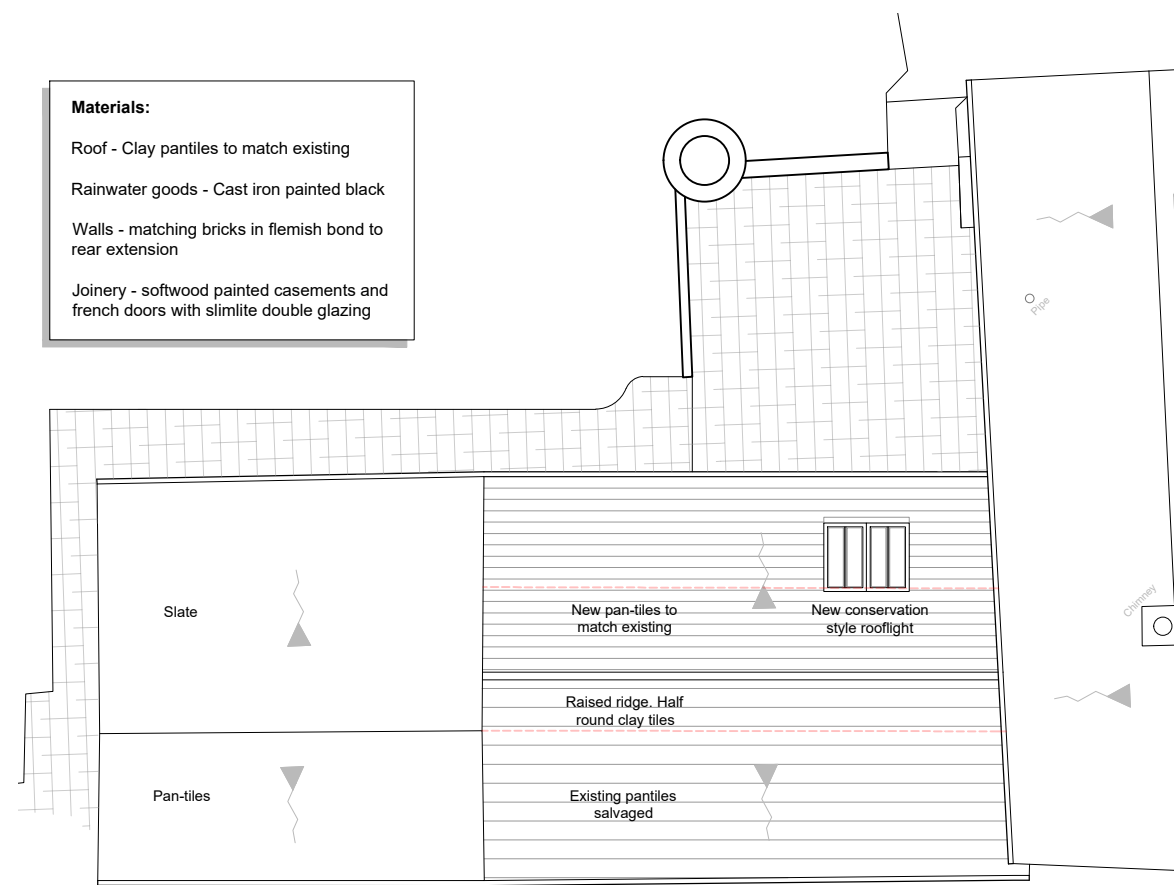 Materials:
Roof - Clay pantiles to match existing
Rainwater goods - Cast iron painted black
Walls - matching bricks in flemish bond to
rear extension
Joinery - softwood painted casements and
french doors with slimlite double glazing
Pipe
Chimney
Slate
New pan-tiles to
match existing
New conservation
style rooflight
Raised ridge. Half
round clay tiles
Pan-tiles
Existing pantiles
salvaged